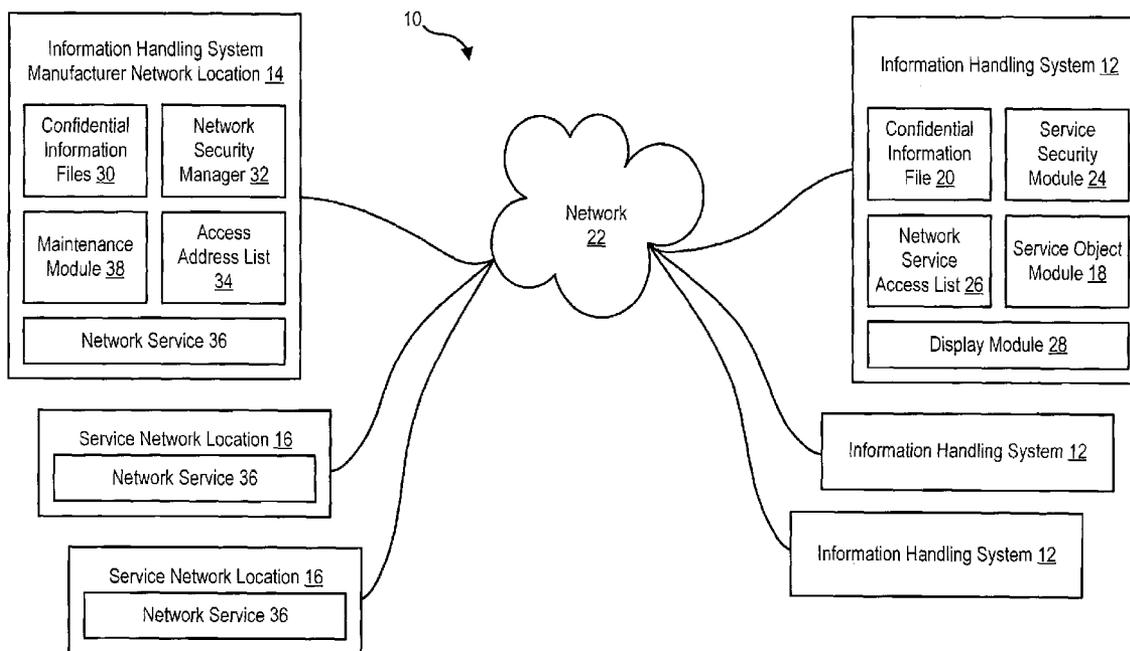 10
Information Handling System
Manufacturer Network Location 14
Confidential
Information
Files 30
Network
Security
Manager 32
Maintenance
Module 38
Access
Address List
34
Network Service 36
Service Network Location 16
Network Service 36
Service Network Location 16
Network Service 36
Network
22
Information Handling System 12
Confidential
Information
File 20
Service
Security
Module 24
Network
Service
Access List 26
Service Object
Module 18
Display Module 28
Information Handling System 12
Information Handling System 12